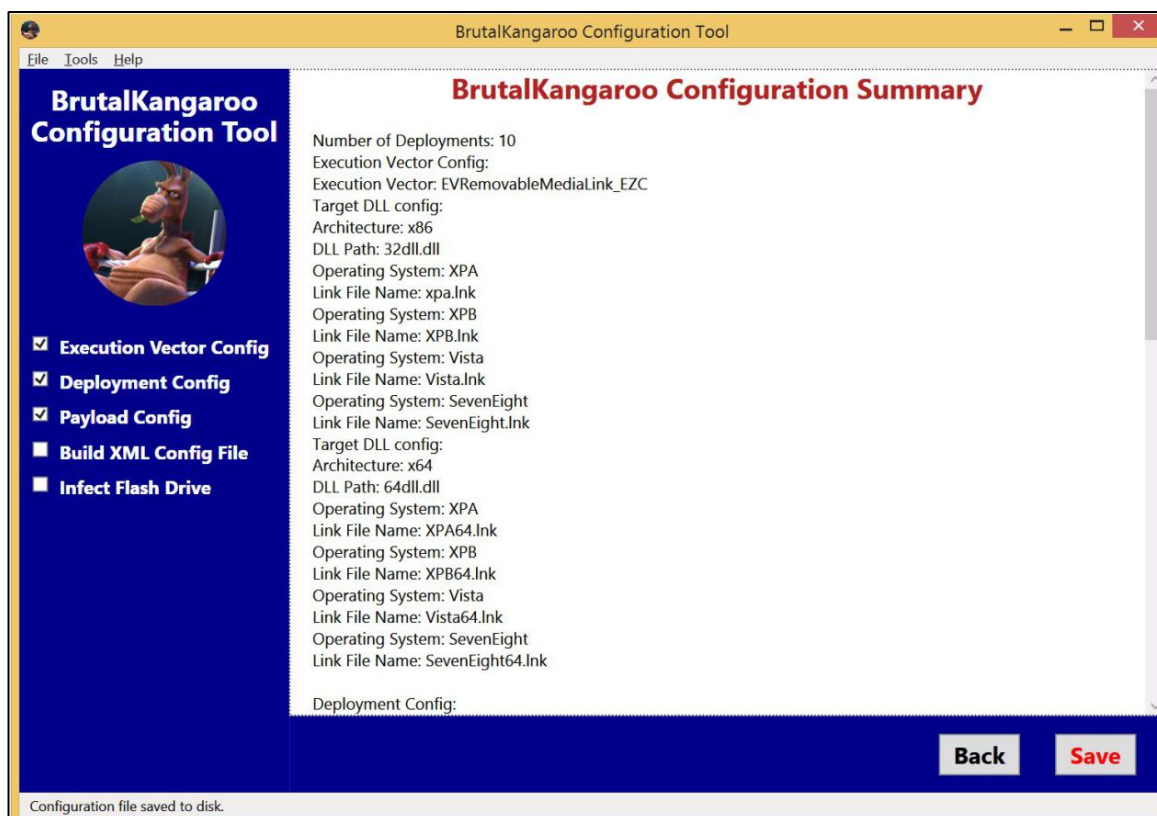 BrutalKangaroo Configuration Tool
File Tools Help
BrutalKangaroo
Configuration Tool
Execution Vector Config
Deployment Config
Payload Config
Build XML Config File
Infect Flash Drive
BrutalKangaroo Configuration Summary
Number of Deployments: 10
Execution Vector Config:
Execution Vector: EVRemovableMediaLink_EZC
Target DLL config:
Architecture: x86
DLL Path: 32dll.dll
Operating System: XPA
Link File Name: xpa.lnk
Operating System: XPB
Link File Name: XPB.lnk
Operating System: Vista
Link File Name: Vista.lnk
Operating System: SevenEight
Link File Name: SevenEight.lnk
Target DLL config:
Architecture: x64
DLL Path: 64dll.dll
Operating System: XPA
Link File Name: XPA64.lnk
Operating System: XPB
Link File Name: XPB64.lnk
Operating System: Vista
Link File Name: Vista64.lnk
Operating System: SevenEight
Link File Name: SevenEight64.lnk
Deployment Config:
Back Save
Configuration file saved to disk.